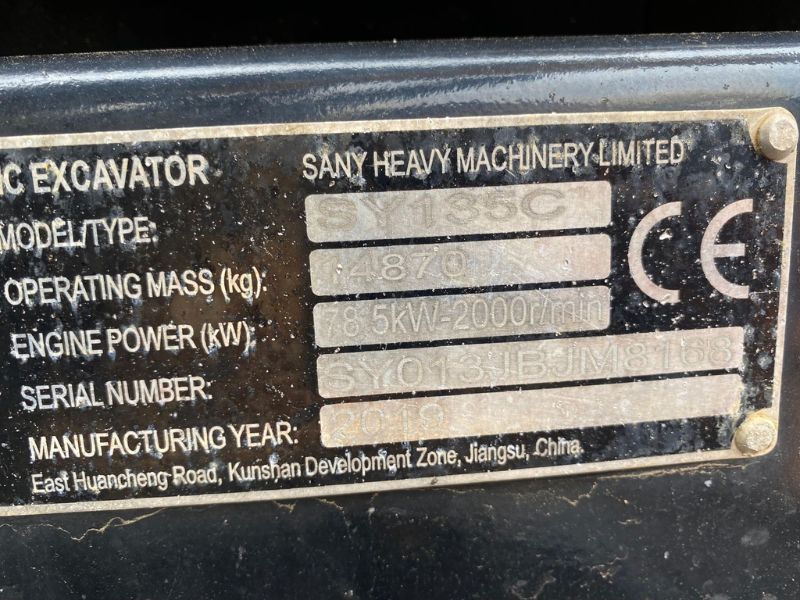 IC EXCAVATOR
SANY HEAVY MACHINERY LIMITED
MODEL/TYPE: SY135C
OPERATING MASS (kg): 14870
ENGINE POWER (kW): 78.5kW-2000r/min
SERIAL NUMBER: SY013JBJM8168
MANUFACTURING YEAR: 2019
East Huancheng Road, Kunshan Development Zone, Jiangsu, China
CE